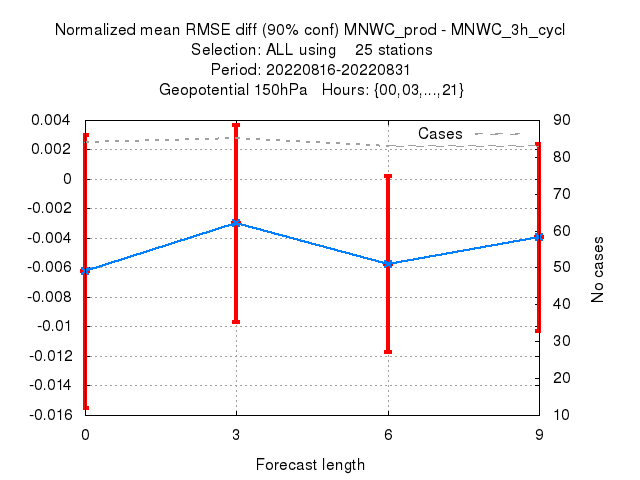 Normalized mean RMSE diff (90% conf) MNWC_prod - MNWC_3h_cycl
Selection: ALL using    25 stations
Period: 20220816-20220831
Geopotential 150hPa   Hours: {00,03,...,21}
0.004
0.002
0
-0.002
-0.004
-0.006
-0.008
-0.01
-0.012
-0.014
-0.016
Cases
90
80
70
60
50
40
30
20
10
No cases
0 3 6 9
Forecast length